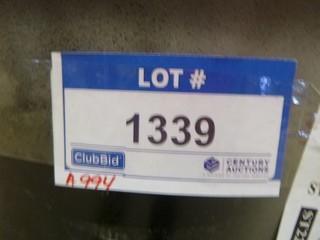 LOT #
1339
ClubBid
CENTURY
AUCTIONS
A994